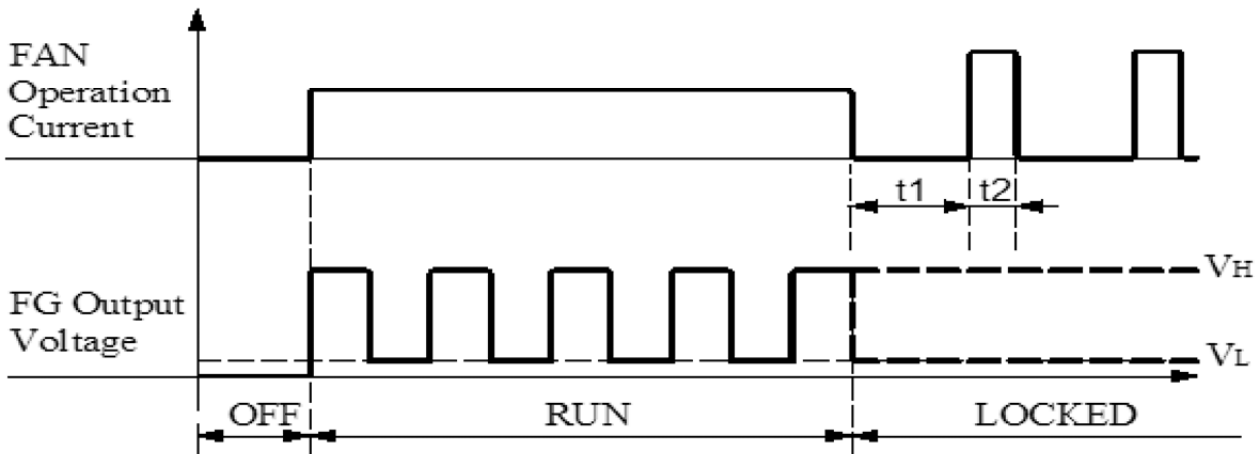 FAN
Operation
Current
t1 t2
VH
FG Output
Voltage
VL
OFF RUN LOCKED